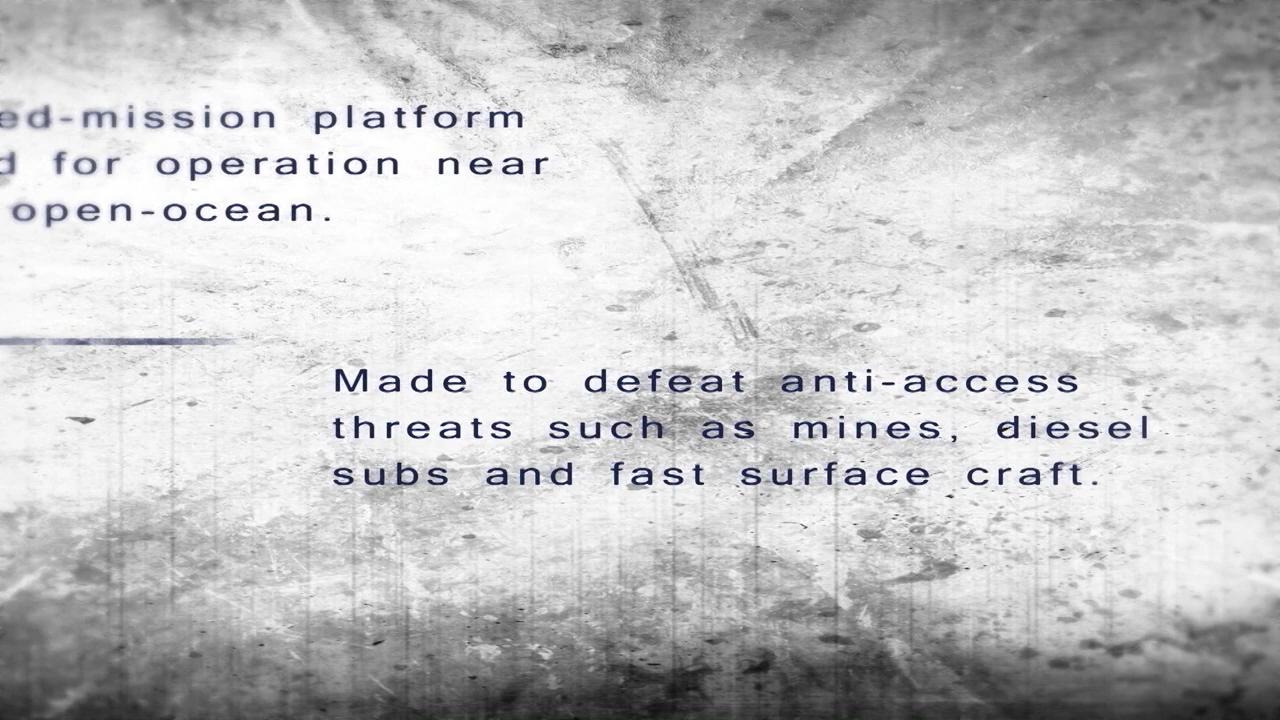 ed-mission platform
d for operation near
open-ocean.
Made to defeat anti-access
threats such as mines, diesel
subs and fast surface craft.